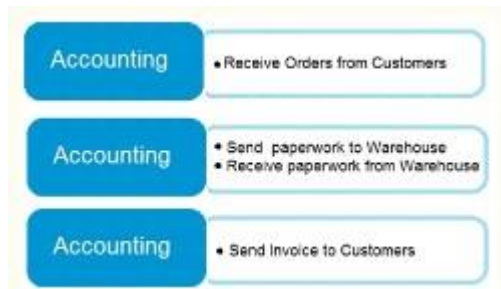 Accounting
• Receive Orders from Customers
Accounting
• Send paperwork to Warehouse
• Receive paperwork from Warehouse
Accounting
• Send Invoice to Customers